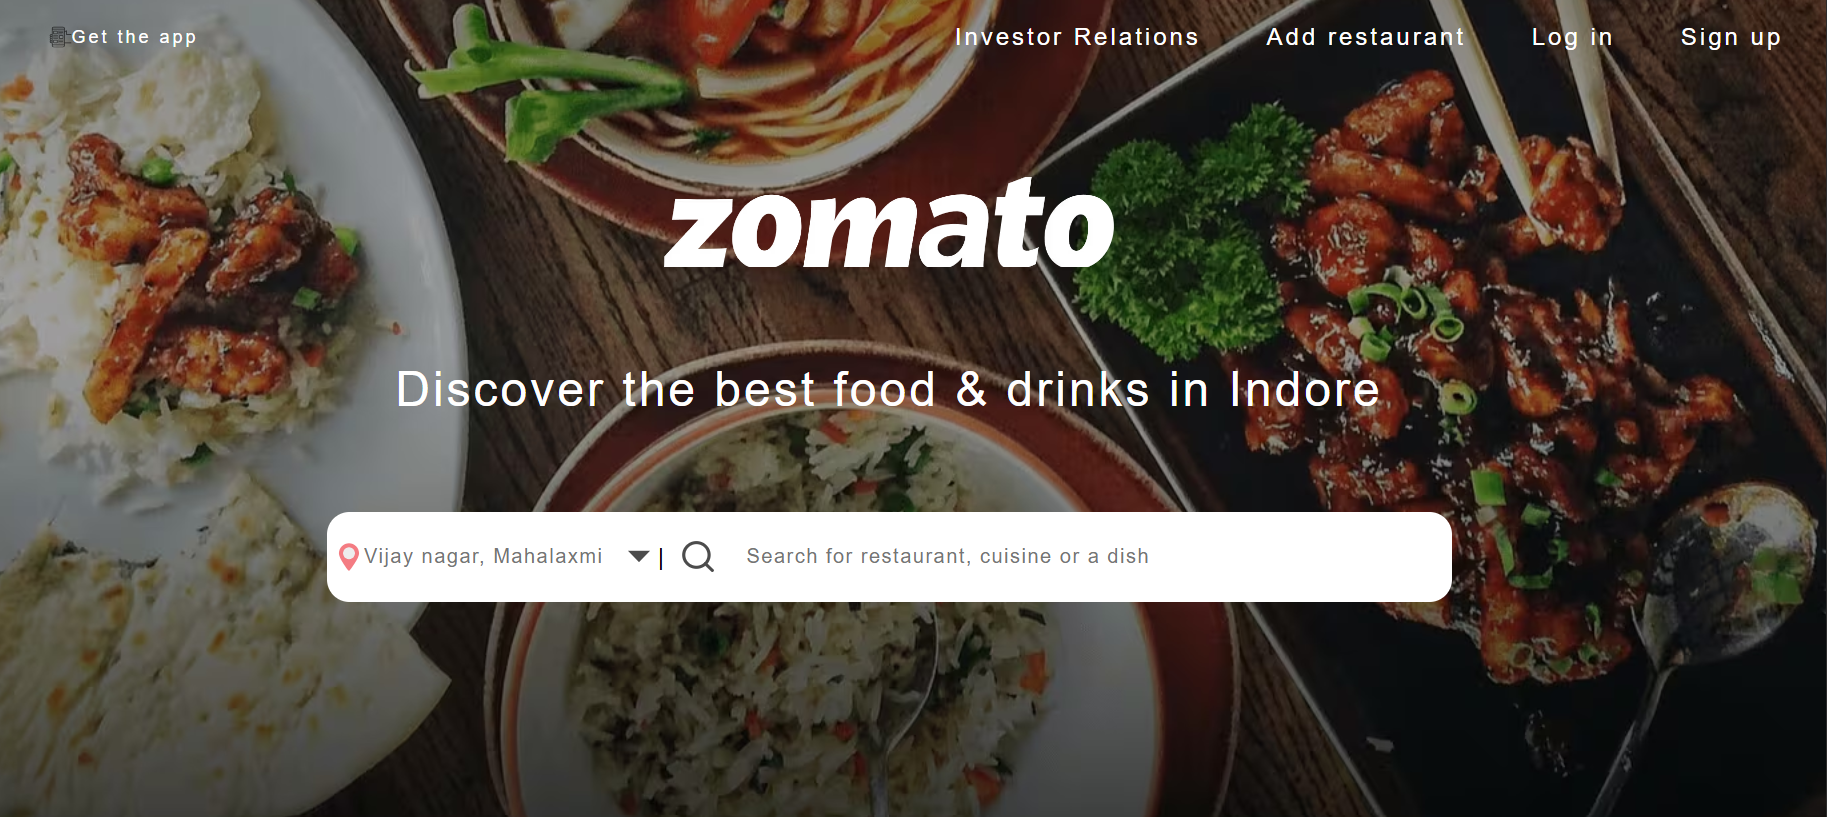 Get the app
Investor Relations
Add restaurant
Log in
Sign up
zomato
Discover the best food & drinks in Indore
Vijay nagar, Mahalaxmi
|
Search for restaurant, cuisine or a dish